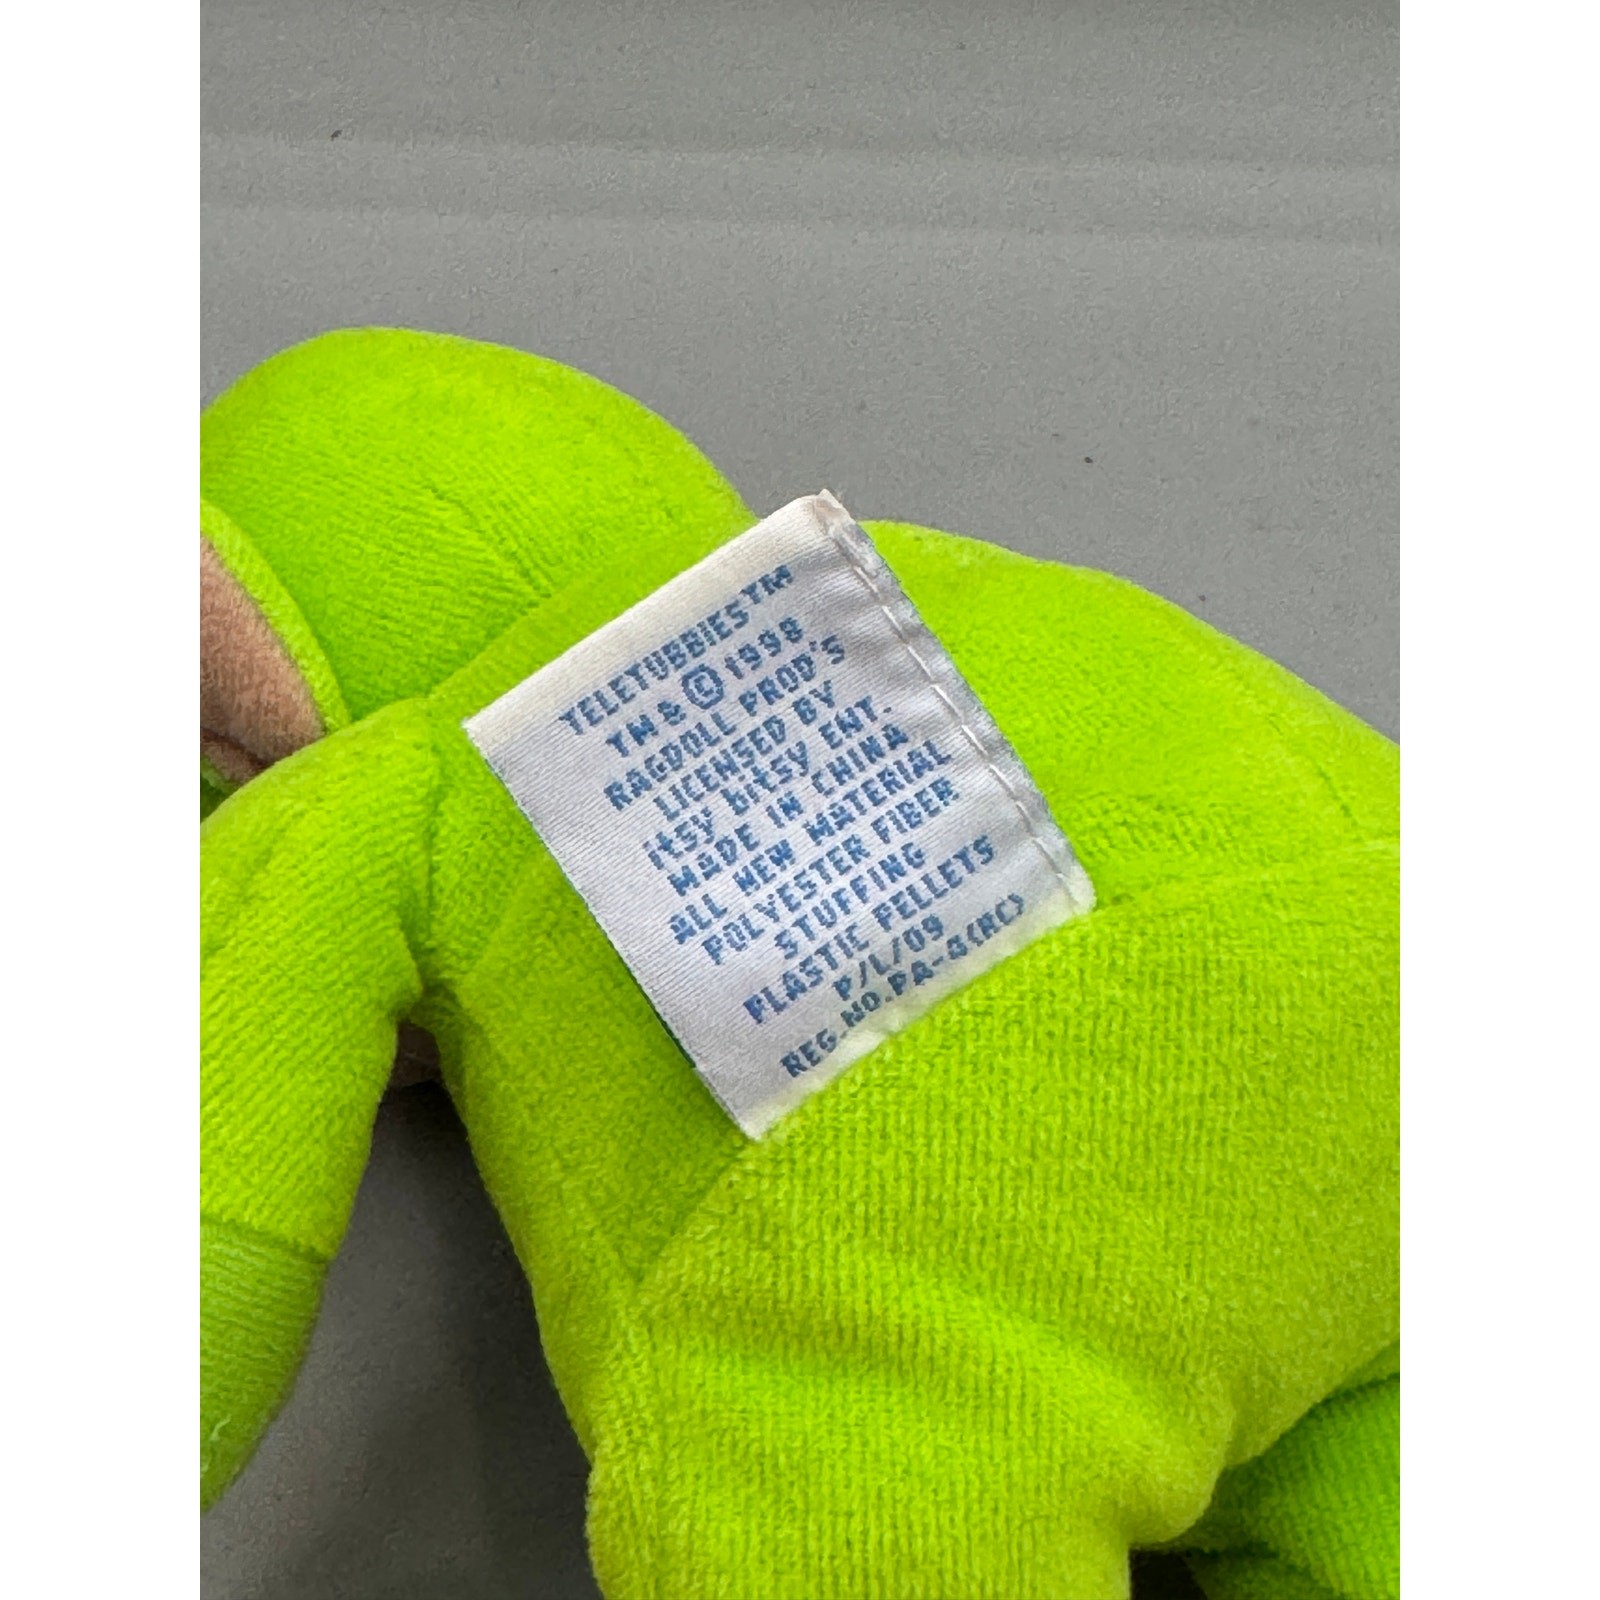 TELETUBBIES™
TM & © 1998
RAGDOLL PROD'S
LICENSED BY
itsy bitsy ENT.
MADE IN CHINA
ALL NEW MATERIAL
POLYESTER FIBER
STUFFING
PLASTIC PELLETS
P/L/09
REG.NO.PA-4(HC)